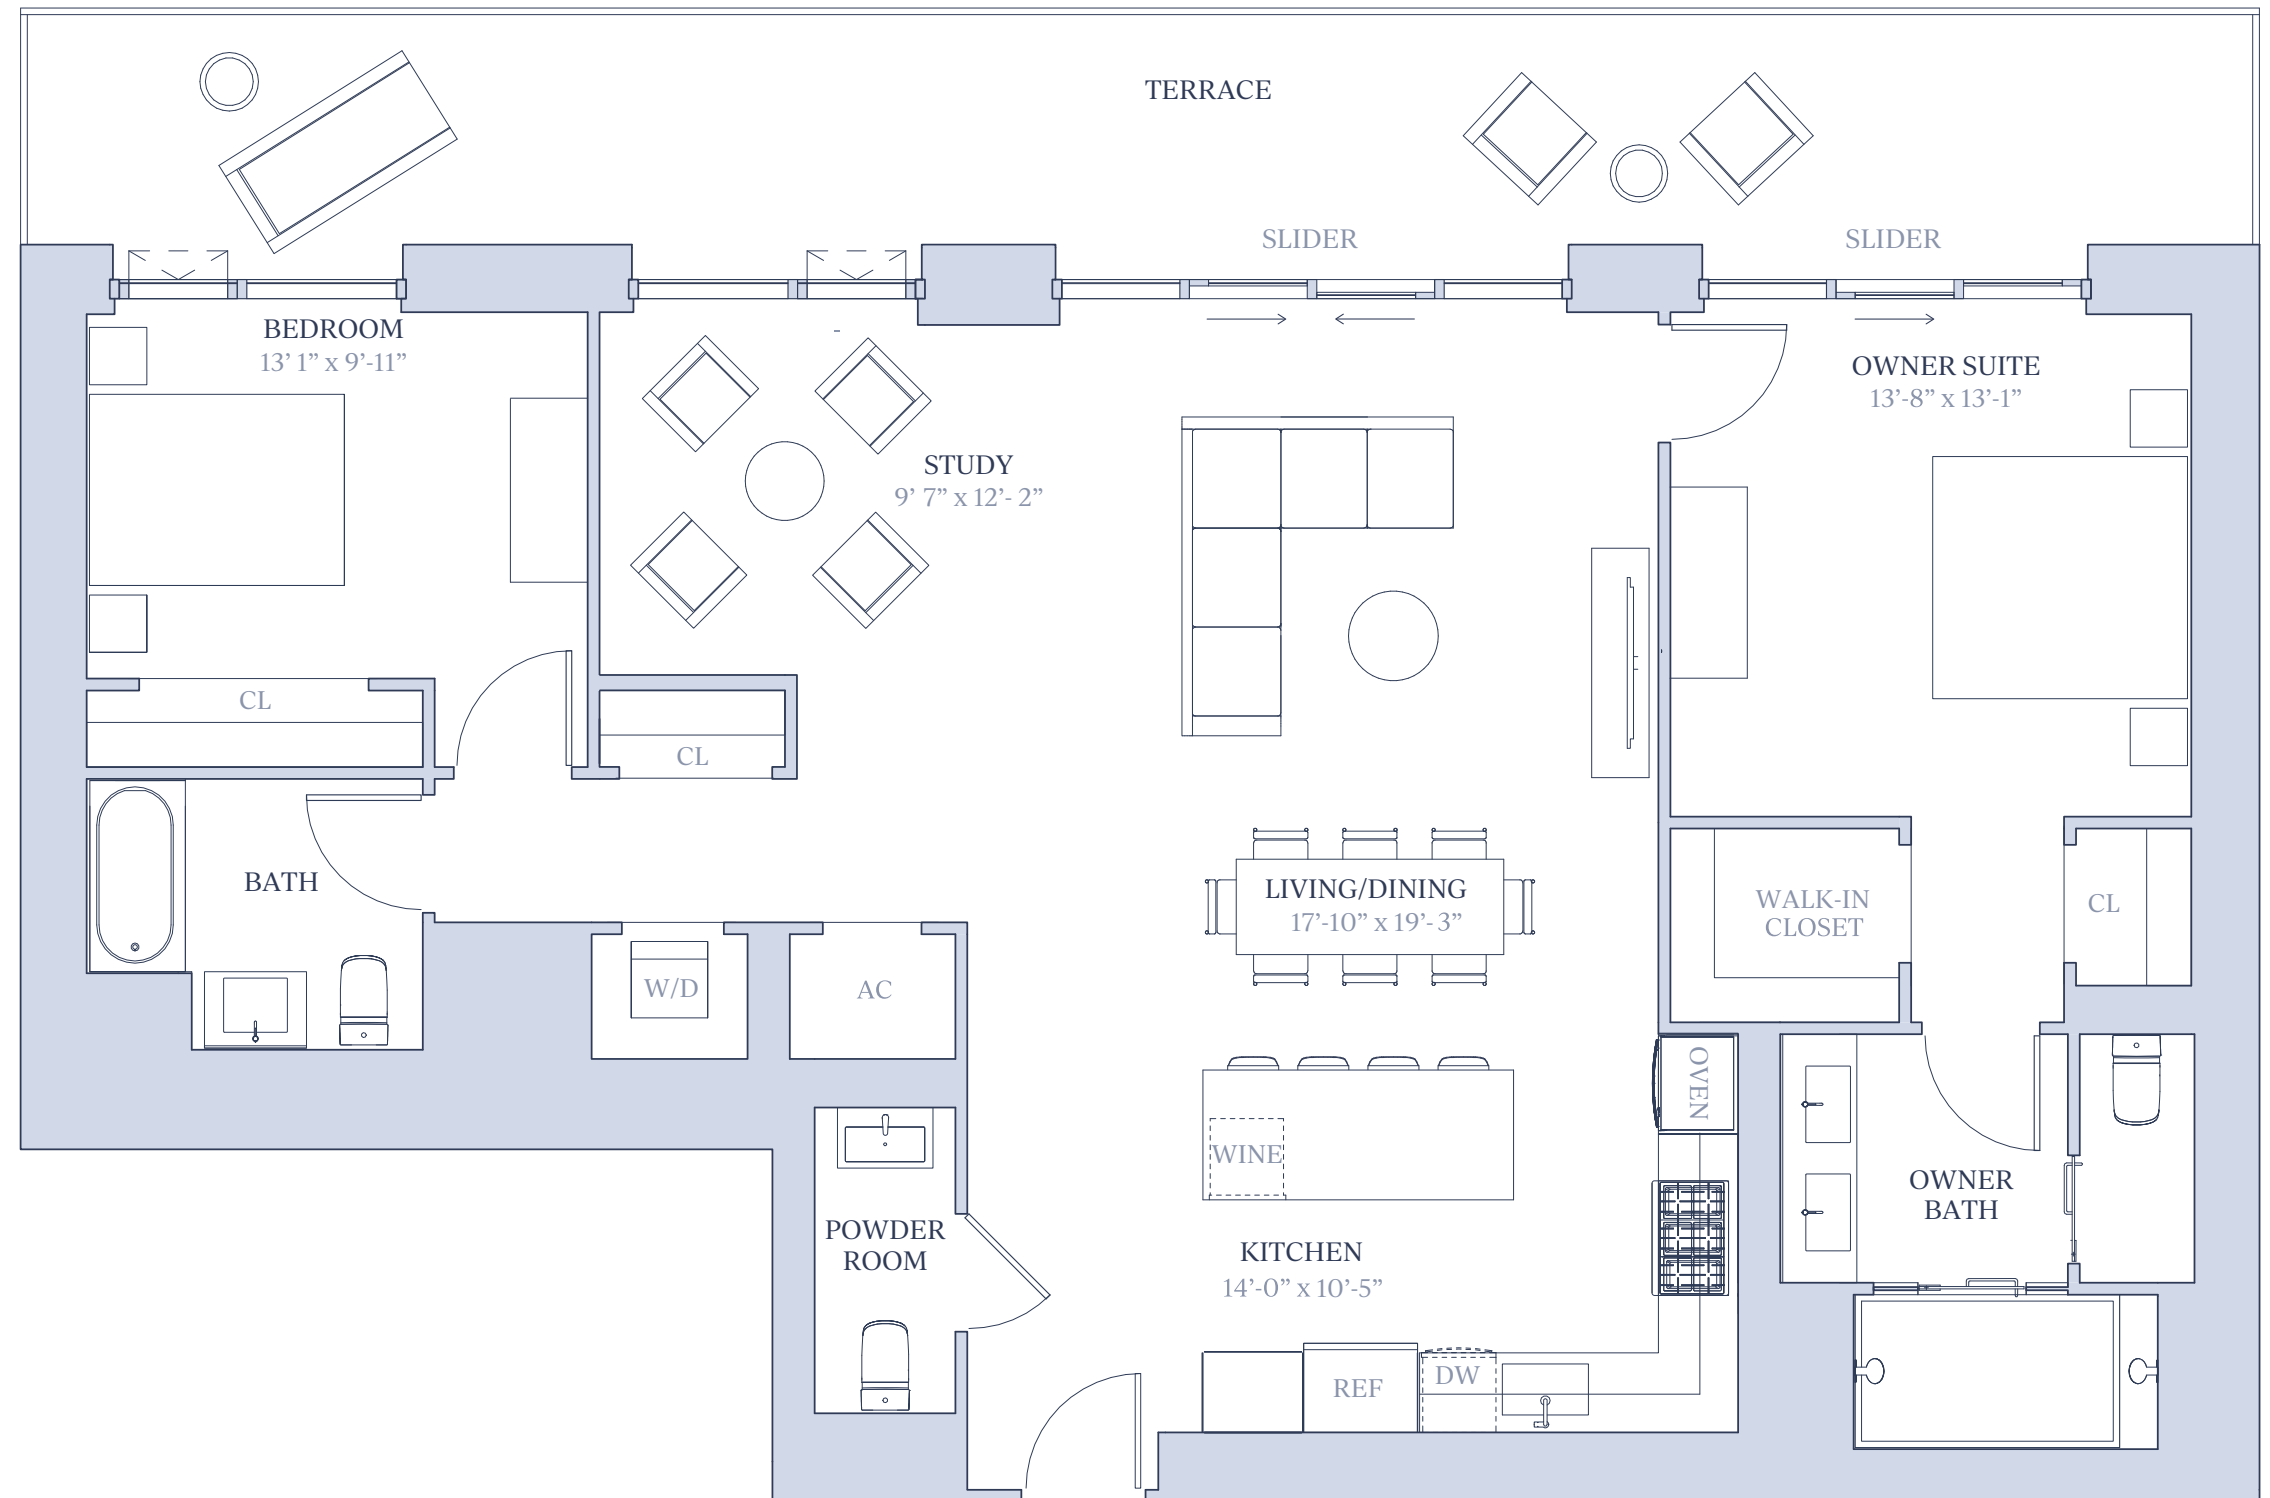 TERRACE
SLIDER
SLIDER
BEDROOM
13’ 1” x 9’-11”
OWNER SUITE
13’-8” x 13’-1”
STUDY
9’ 7” x 12’- 2”
CL
CL
BATH
LIVING/DINING
17’-10” x 19’- 3”
WALK-IN
CLOSET
CL
W/D
AC
OVEN
WINE
OWNER
BATH
POWDER
ROOM
KITCHEN
14’-0” x 10’-5”
REF
DW